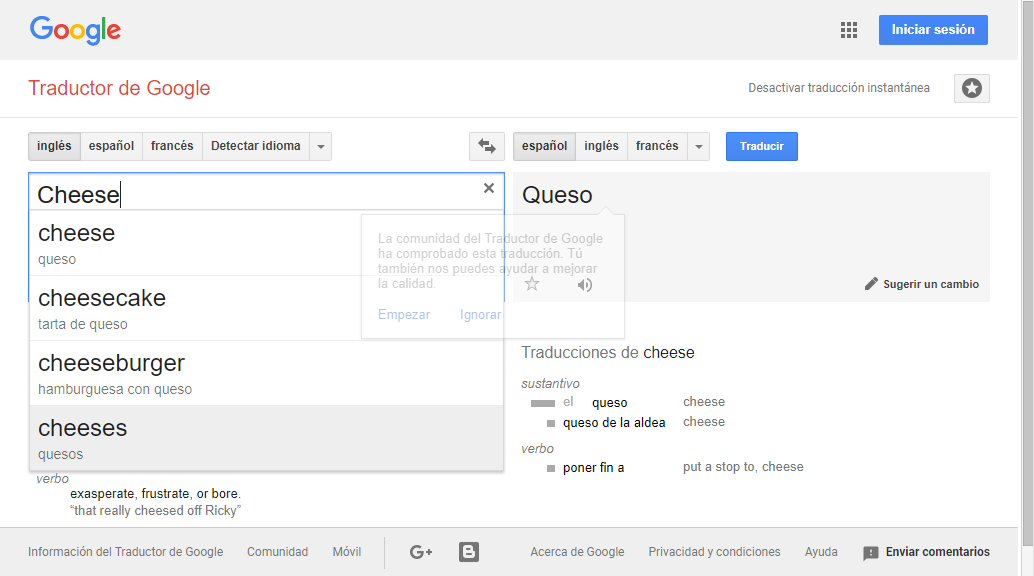 Google
Iniciar sesión
Traductor de Google
Desactivar traducción instantánea
inglés español francés Detectar idioma
español inglés francés Traducir
Cheese
cheese
queso
cheesecake
tarta de queso
cheeseburger
hamburguesa con queso
cheeses
quesos
verbo
exasperate, frustrate, or bore.
“that really cheesed off Ricky”
Queso
La comunidad del Traductor de Google
ha comprobado esta traducción. Tú
también nos puedes ayudar a mejorar
la calidad.
Empezar Ignorar
Sugerir un cambio
Traducciones de cheese
sustantivo
el queso cheese
queso de la aldea cheese
verbo
poner fin a put a stop to, cheese
Información del Traductor de Google Comunidad Móvil G+ B Acerca de Google Privacidad y condiciones Ayuda Enviar comentarios